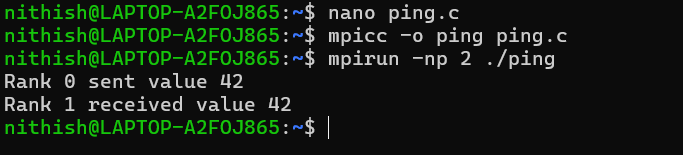 nithish@LAPTOP-A2FOJ865:~$ nano ping.c
nithish@LAPTOP-A2FOJ865:~$ mpicc -o ping ping.c
nithish@LAPTOP-A2FOJ865:~$ mpirun -np 2 ./ping
Rank 0 sent value 42
Rank 1 received value 42
nithish@LAPTOP-A2FOJ865:~$